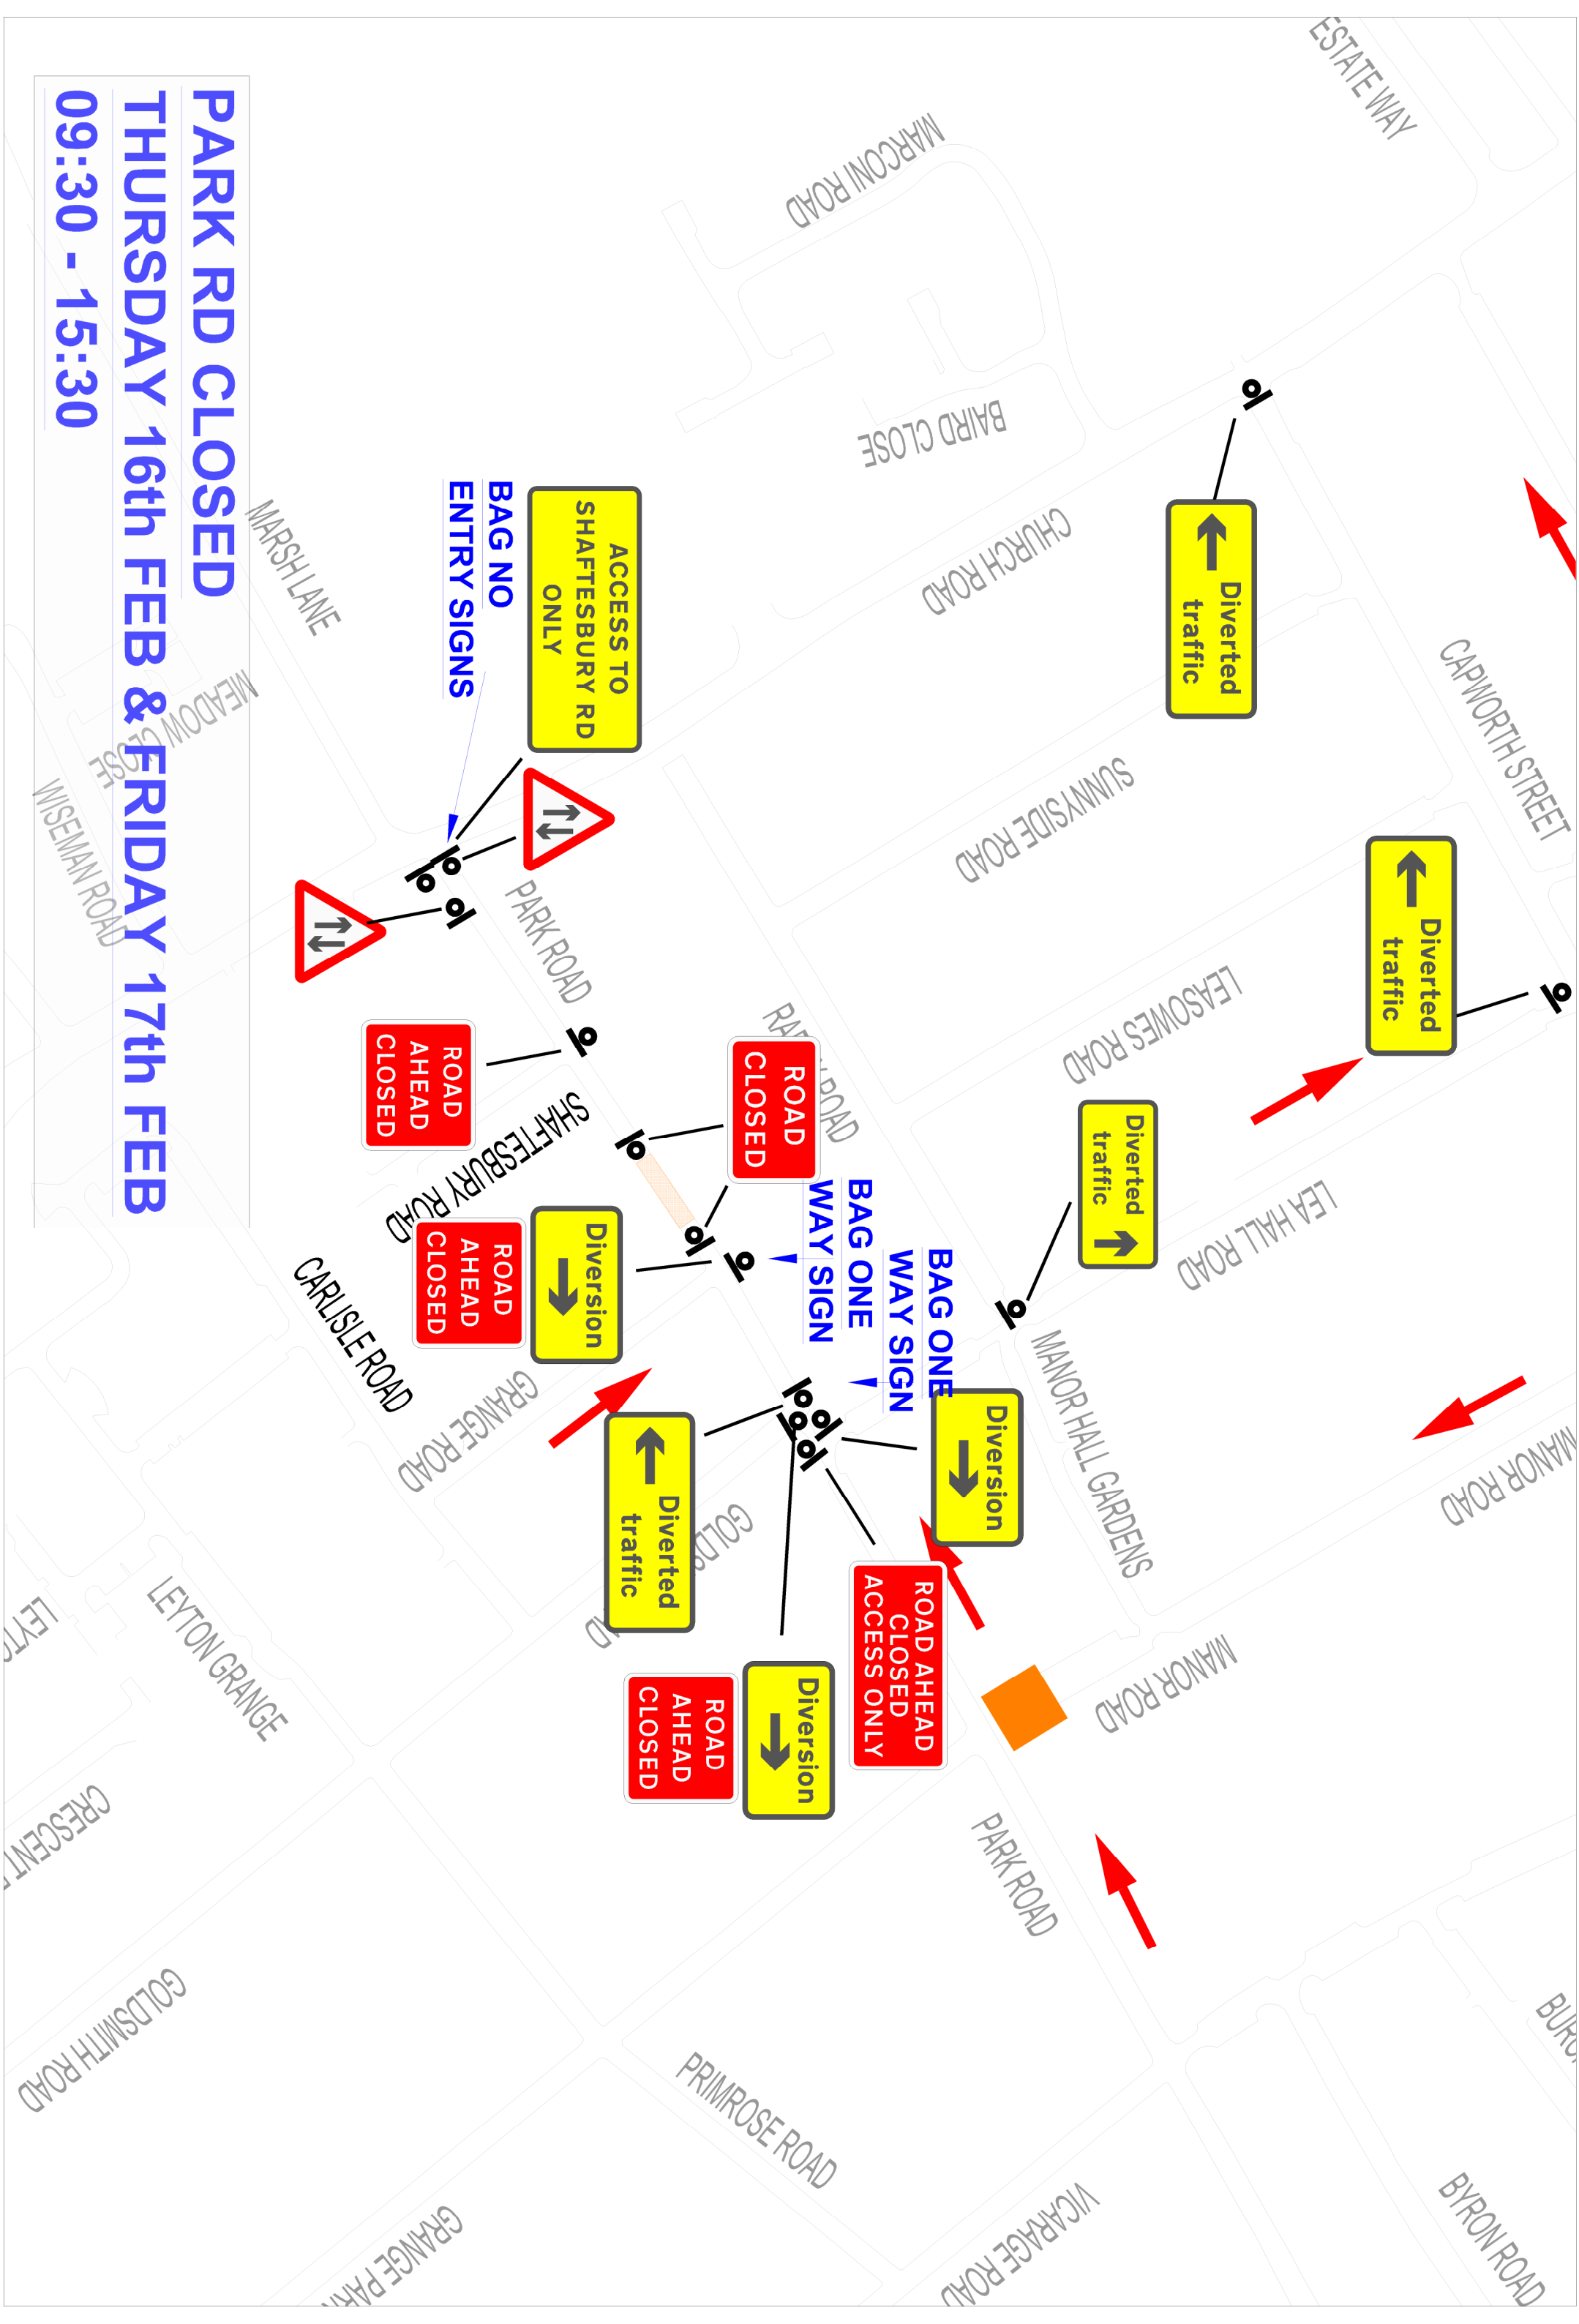 PARK RD CLOSED
THURSDAY 16th FEB & FRIDAY 17th FEB
09:30 - 15:30
ESTATE WAY
MARCONI ROAD
BAIRD CLOSE
CHURCH ROAD
Diverted
traffic
CAPWORTH STREET
SUNNYSIDE ROAD
Diverted
traffic
LEASOWES ROAD
MARSH LANE
MEADOW CLOSE
WISEMAN ROAD
ACCESS TO
SHAFTESBURY RD
ONLY
BAG NO
ENTRY SIGNS
PARK ROAD
ROAD
ROAD
AHEAD
CLOSED
ROAD
CLOSED
SHAFTESBURY ROAD
Diverted
traffic
LEA HALL ROAD
BAG ONE
WAY SIGN
BAG ONE
WAY SIGN
Diversion
ROAD
AHEAD
CLOSED
CARLISLE ROAD
GRANGE ROAD
MANOR HALL GARDENS
MANOR ROAD
Diversion
Diverted
traffic
ROAD AHEAD
CLOSED
ACCESS ONLY
Diversion
ROAD
AHEAD
CLOSED
MANOR ROAD
LEYTON GRANGE
CRESCENT
PARK ROAD
GOLDSMITH ROAD
PRIMROSE ROAD
VICARAGE ROAD
BYRON ROAD
GRANGE PARK